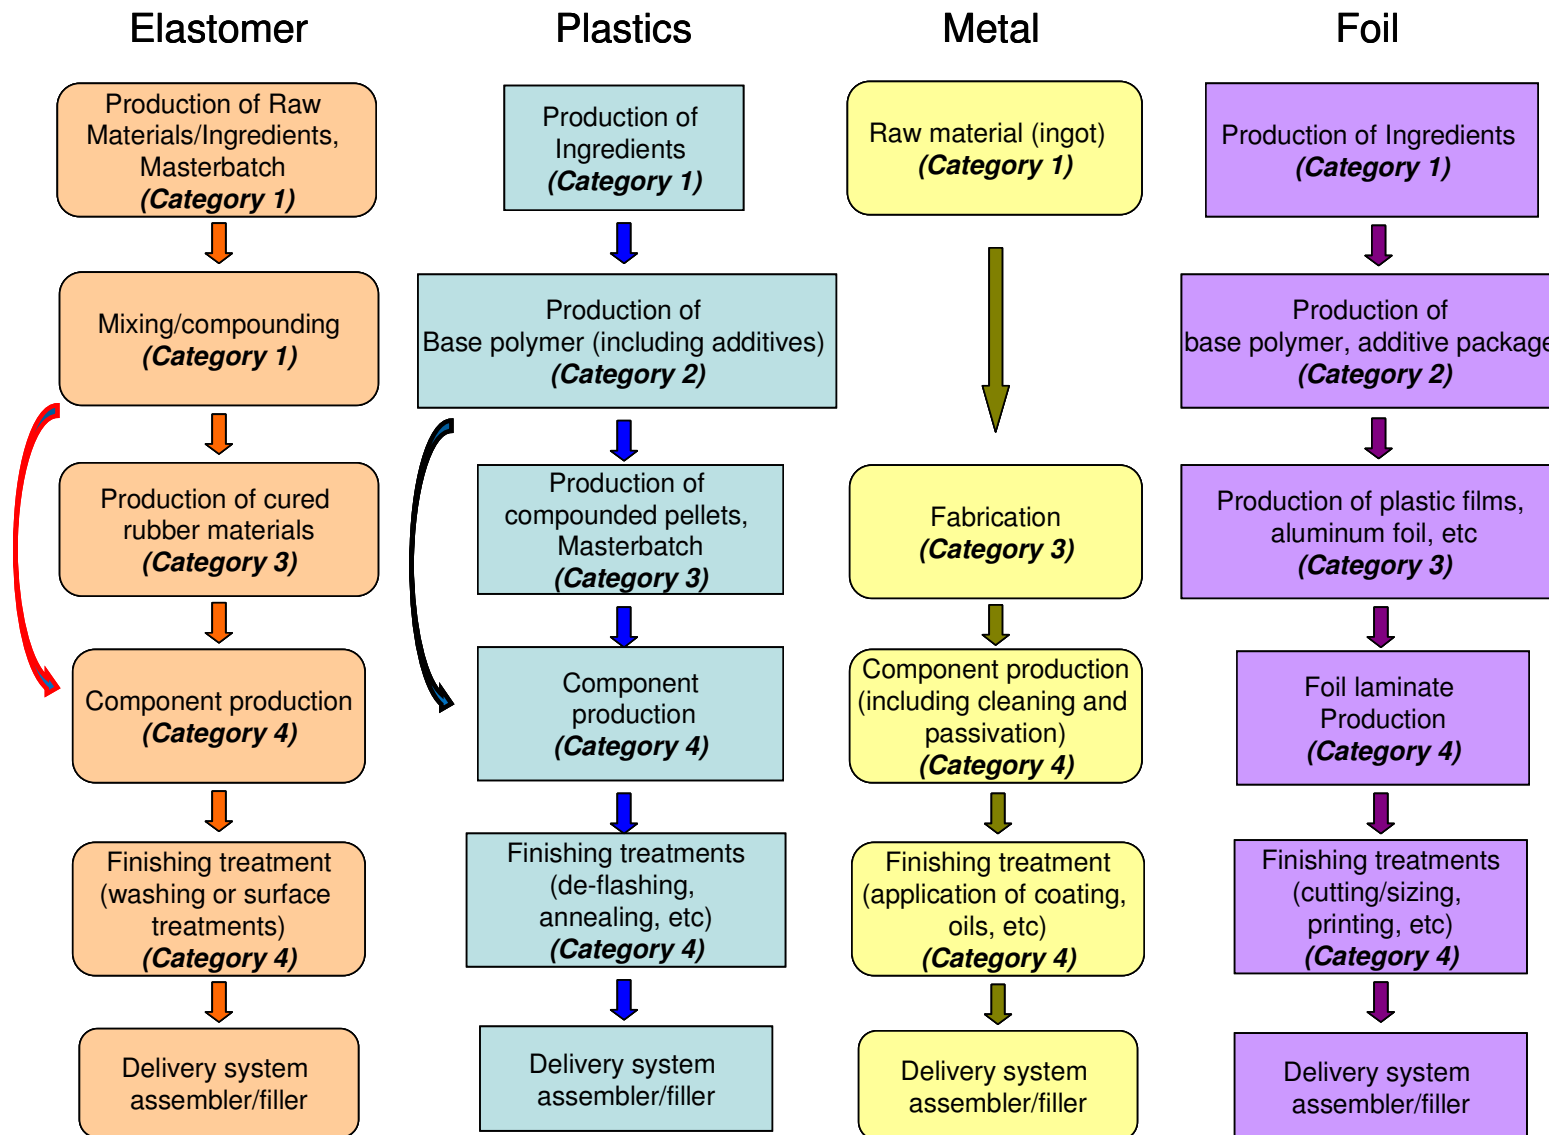 Elastomer
Production of Raw
Materials/Ingredients,
Masterbatch
(Category 1)
Mixing/compounding
(Category 1)
Production of cured
rubber materials
(Category 3)
Component production
(Category 4)
Finishing treatment
(washing or surface
treatments)
(Category 4)
Delivery system
assembler/filler
Plastics
Production of
Ingredients
(Category 1)
Production of
Base polymer (including additives)
(Category 2)
Production of
compounded pellets,
Masterbatch
(Category 3)
Component
production
(Category 4)
Finishing treatments
(de-flashing,
annealing, etc)
(Category 4)
Delivery system
assembler/filler
Metal
Raw material (ingot)
(Category 1)
Fabrication
(Category 3)
Component production
(including cleaning and
passivation)
(Category 4)
Finishing treatment
(application of coating,
oils, etc)
(Category 4)
Delivery system
assembler/filler
Foil
Production of Ingredients
(Category 1)
Production of
base polymer, additive package
(Category 2)
Production of plastic films,
aluminum foil, etc
(Category 3)
Foil laminate
Production
(Category 4)
Finishing treatments
(cutting/sizing,
printing, etc)
(Category 4)
Delivery system
assembler/filler